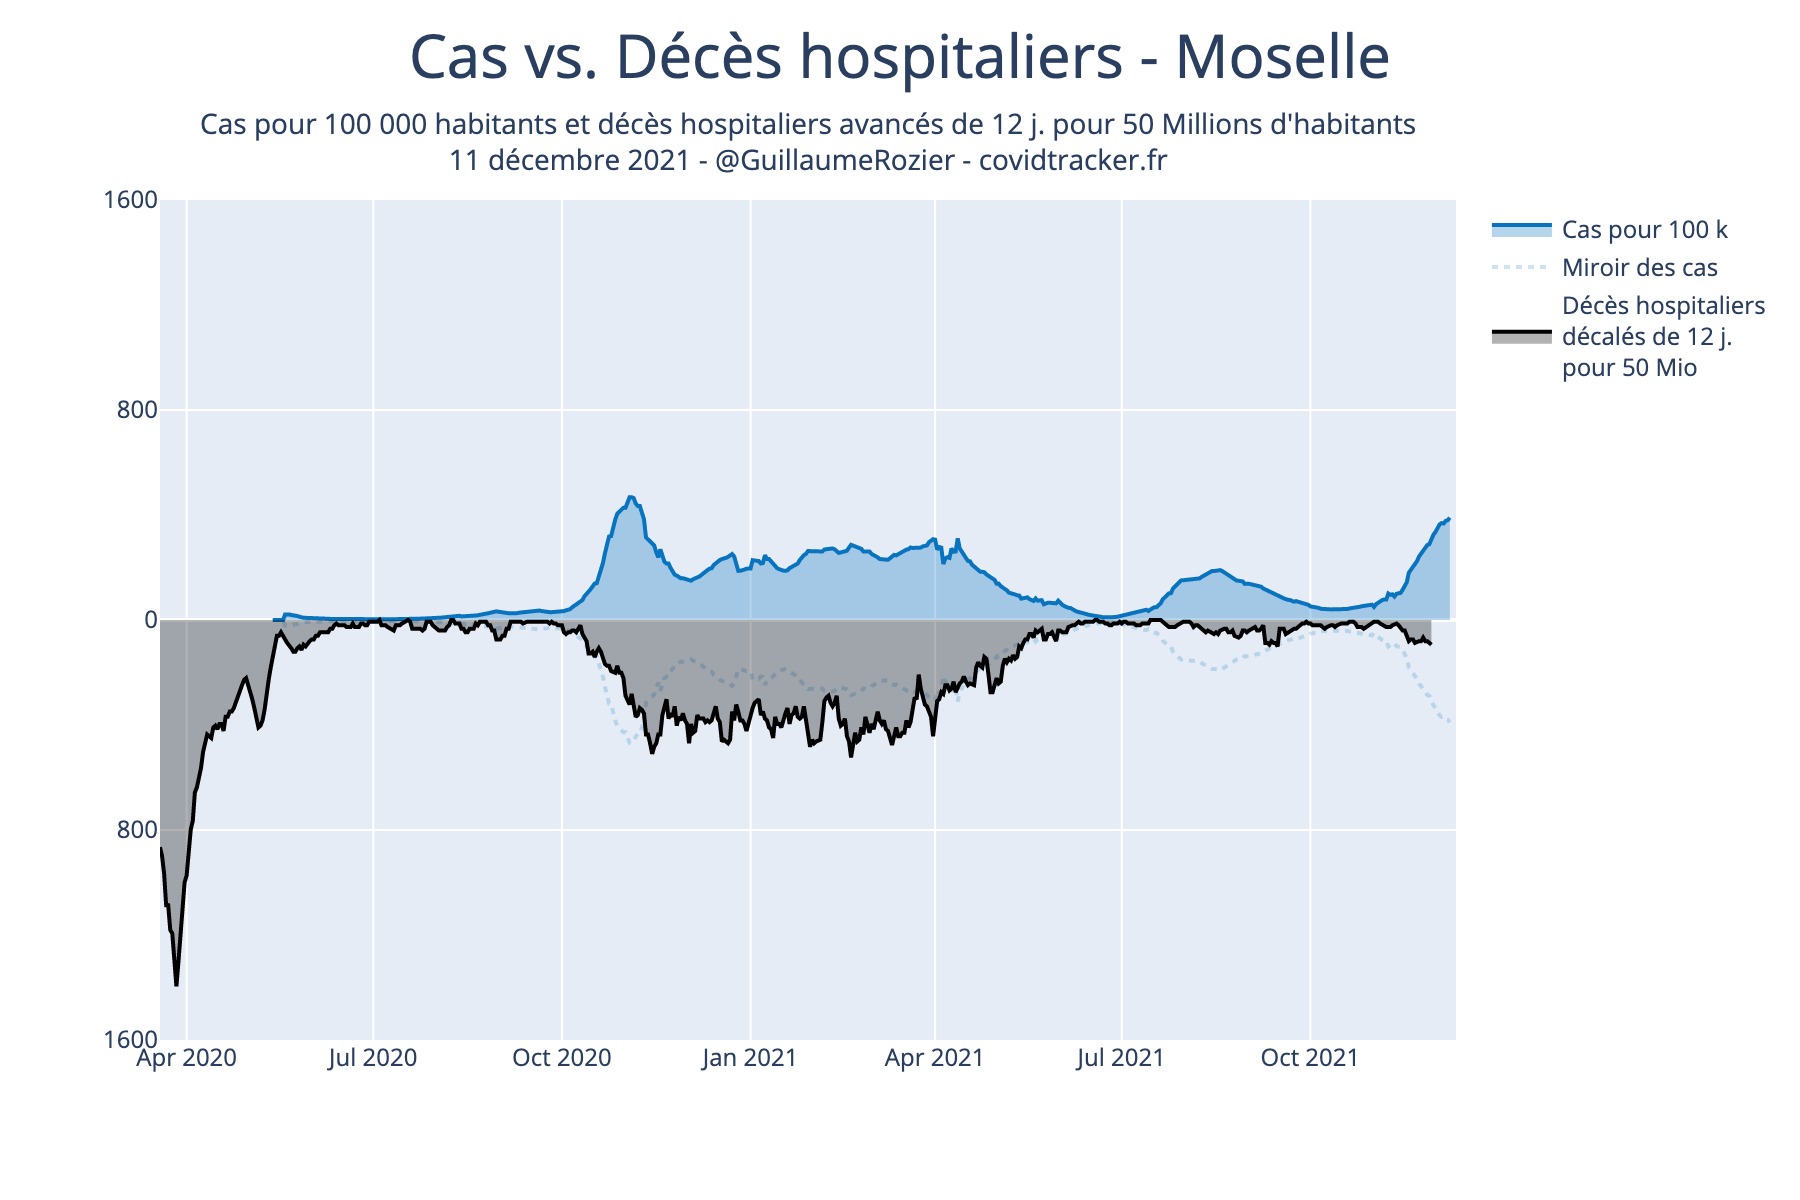 Cas vs. Décès hospitaliers - Moselle
Cas pour 100 000 habitants et décès hospitaliers avancés de 12 j. pour 50 Millions d'habitants
11 décembre 2021 - @GuillaumeRozier - covidtracker.fr
1600
800
0
800
1600
Apr 2020
Jul 2020
Oct 2020
Jan 2021
Apr 2021
Jul 2021
Oct 2021
Cas pour 100 k
Miroir des cas
Décès hospitaliers
décalés de 12 j.
pour 50 Mio